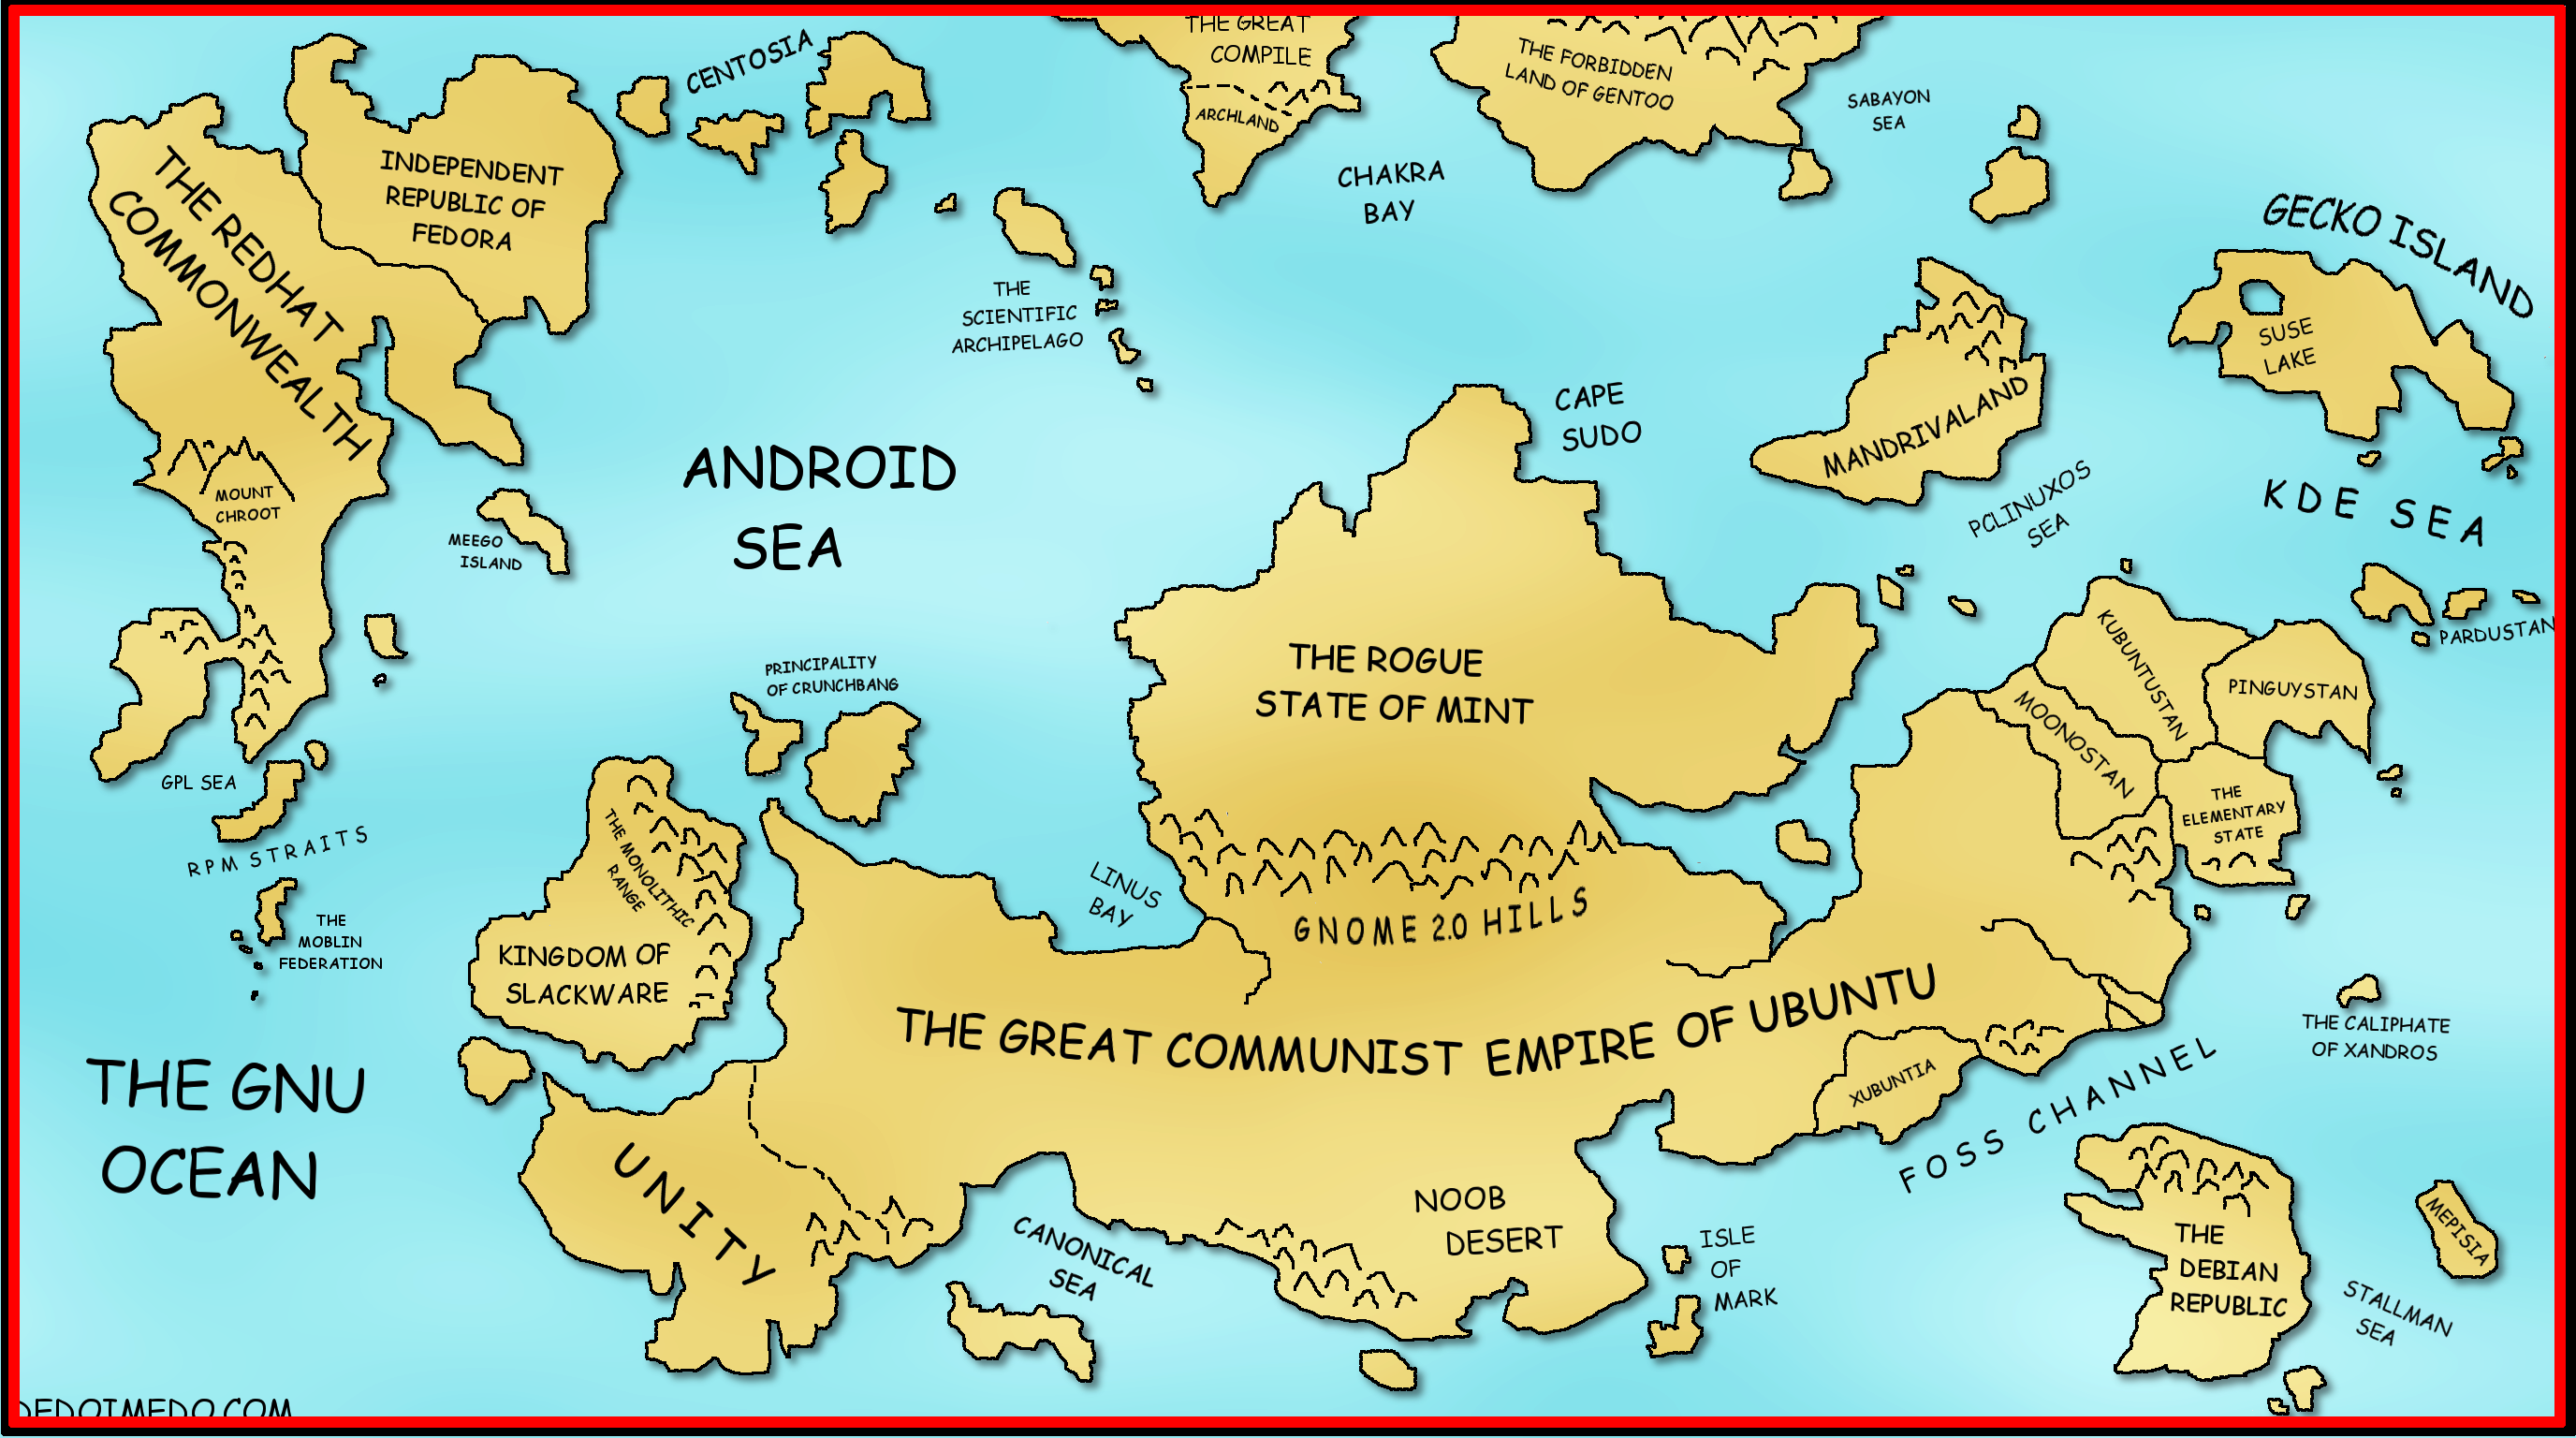 THE GREAT
COMPILE
ARCHLAND
THE FORBIDDEN
LAND OF GENTOO
SABAYON
SEA
CENTOSIA
CHAKRA
BAY
INDEPENDENT
REPUBLIC OF
FEDORA
THE REDHAT
COMMONWEALTH
GECKO ISLAND
SUSE
LAKE
THE
SCIENTIFIC
ARCHIPELAGO
CAPE
SUDO
MANDRIVALAND
PCLINUXOS
SEA
KDE SEA
ANDROID
SEA
MOUNT
CHROOT
MEEGO
ISLAND
PARDUSTAN
KUBUNTUSTAN
PINGUYSTAN
MOONOSTAN
THE
ELEMENTARY
STATE
THE ROGUE
STATE OF MINT
PRINCIPALITY
OF CRUNCHBANG
GPL SEA
RPM STRAITS
THE
MOBLIN
FEDERATION
THE MONOLITHIC
RANGE
KINGDOM OF
SLACKWARE
LINUS
BAY
GNOME 2.0 HILLS
THE GREAT COMMUNIST EMPIRE OF UBUNTU
THE CALIPHATE
OF XANDROS
XUBUNTIA
FOSS CHANNEL
THE GNU
OCEAN
UNITY
NOOB
DESERT
CANONICAL
SEA
ISLE
OF
MARK
THE
DEBIAN
REPUBLIC
MEPISIA
STALLMAN
SEA
DEDOIMEDO.COM